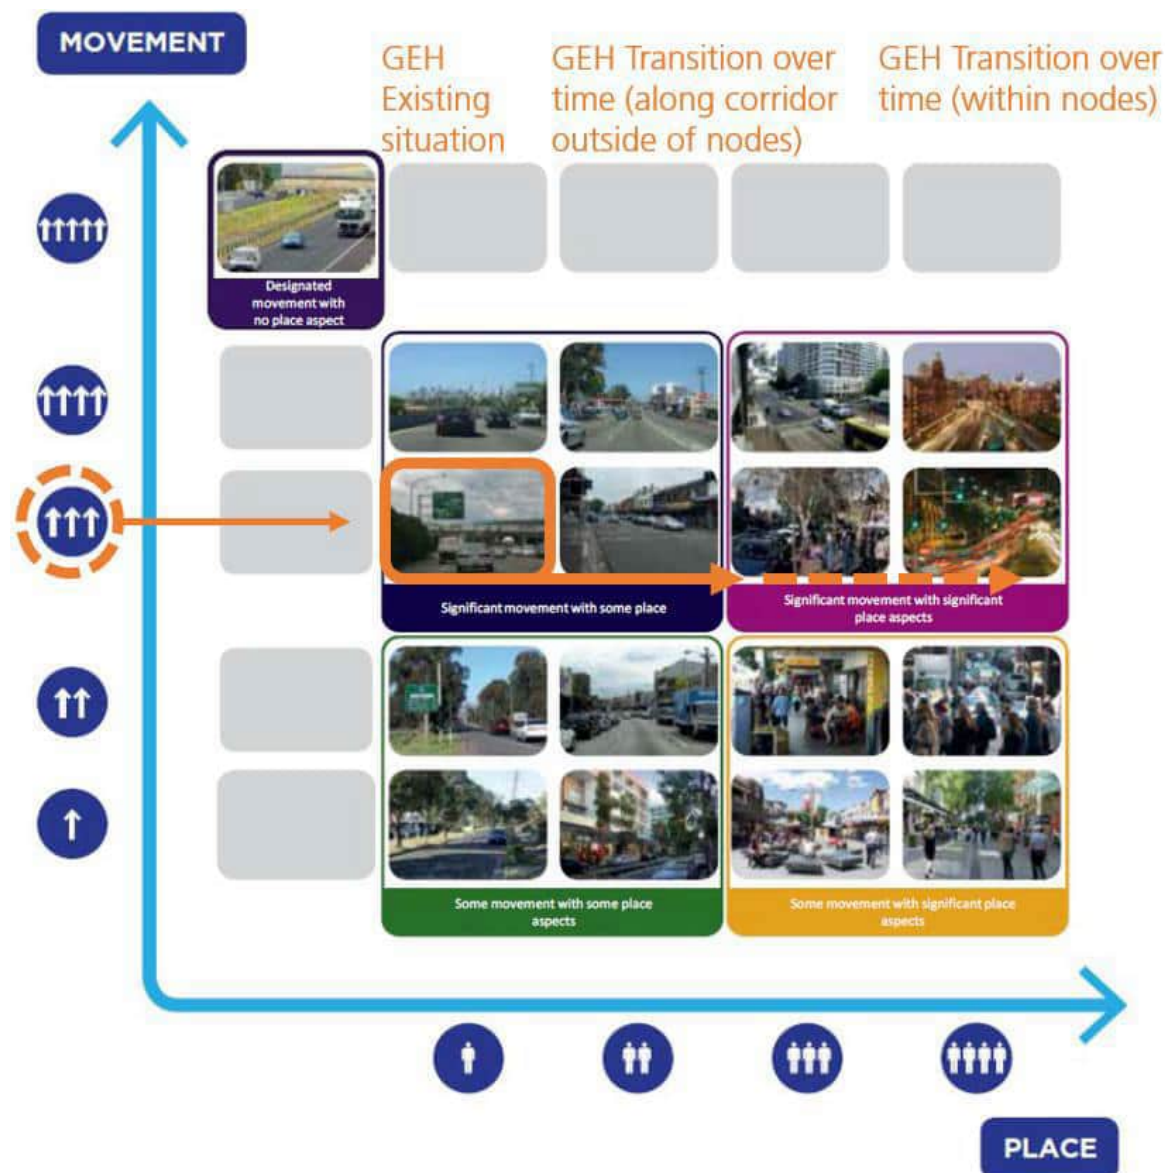 MOVEMENT
GEH
Existing
situation
GEH Transition over
time (along corridor
outside of nodes)
GEH Transition over
time (within nodes)
Designated
movement with
no place aspect
Significant movement with some place
Significant movement with significant
place aspects
Some movement with some place
aspects
Some movement with significant place
aspects
PLACE